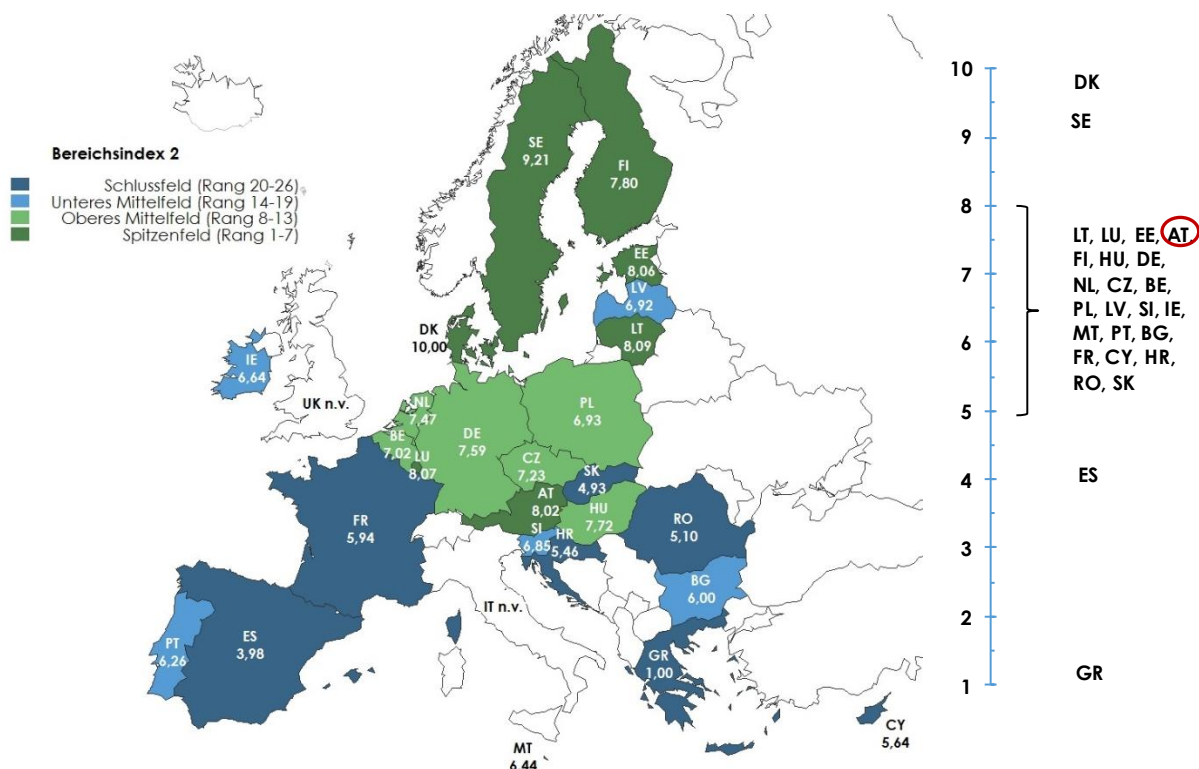 Bereichsindex 2
Schlussfeld (Rang 20-26)
Unteres Mittelfeld (Rang 14-19)
Oberes Mittelfeld (Rang 8-13)
Spitzenfeld (Rang 1-7)
SE
9,21
FI
7,80
EE
8,06
LV
6,92
LT
8,09
DK
10,00
IE
6,64
UK n.v.
NL
7,47
BE
7,02
LU
8,07
DE
7,59
PL
6,93
CZ
7,23
SK
4,93
AT
8,02
HU
7,72
SI
6,85
HR
5,46
RO
5,10
BG
6,00
FR
5,94
IT n.v.
PT
6,26
ES
3,98
GR
1,00
MT
6,44
CY
5,64
10
9
8
7
6
5
4
3
2
1
DK
SE
LT, LU, EE, AT
FI, HU, DE,
NL, CZ, BE,
PL, LV, SI, IE,
MT, PT, BG,
FR, CY, HR,
RO, SK
ES
GR